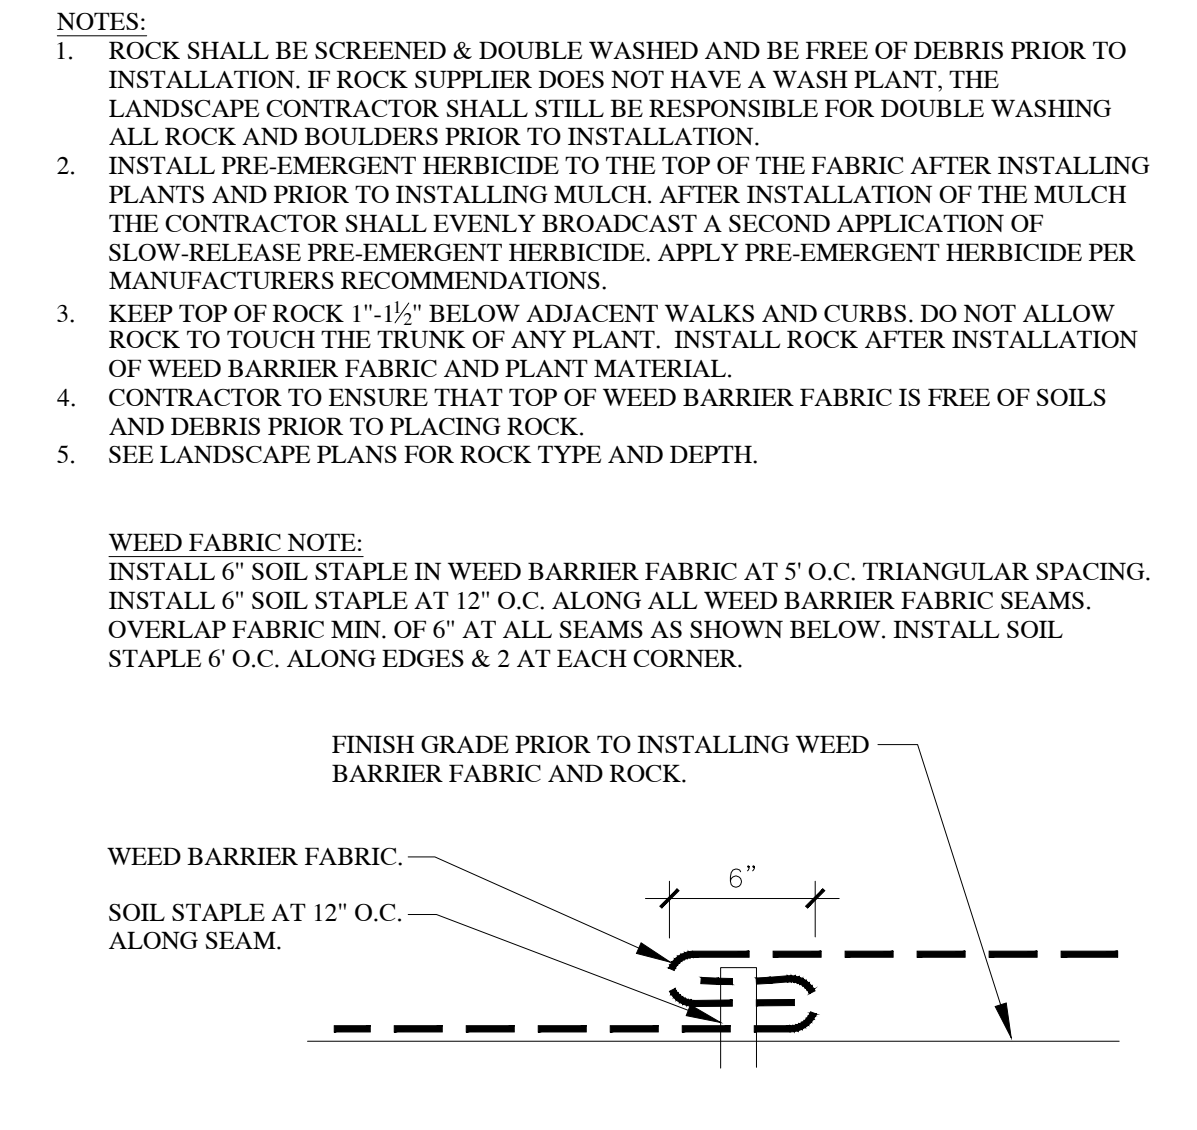 NOTES:
1. ROCK SHALL BE SCREENED & DOUBLE WASHED AND BE FREE OF DEBRIS PRIOR TO
INSTALLATION. IF ROCK SUPPLIER DOES NOT HAVE A WASH PLANT, THE
LANDSCAPE CONTRACTOR SHALL STILL BE RESPONSIBLE FOR DOUBLE WASHING
ALL ROCK AND BOULDERS PRIOR TO INSTALLATION.
2. INSTALL PRE-EMERGENT HERBICIDE TO THE TOP OF THE FABRIC AFTER INSTALLING
PLANTS AND PRIOR TO INSTALLING MULCH. AFTER INSTALLATION OF THE MULCH
THE CONTRACTOR SHALL EVENLY BROADCAST A SECOND APPLICATION OF
SLOW-RELEASE PRE-EMERGENT HERBICIDE. APPLY PRE-EMERGENT HERBICIDE PER
MANUFACTURERS RECOMMENDATIONS.
3. KEEP TOP OF ROCK 1"-1½" BELOW ADJACENT WALKS AND CURBS. DO NOT ALLOW
ROCK TO TOUCH THE TRUNK OF ANY PLANT. INSTALL ROCK AFTER INSTALLATION
OF WEED BARRIER FABRIC AND PLANT MATERIAL.
4. CONTRACTOR TO ENSURE THAT TOP OF WEED BARRIER FABRIC IS FREE OF SOILS
AND DEBRIS PRIOR TO PLACING ROCK.
5. SEE LANDSCAPE PLANS FOR ROCK TYPE AND DEPTH.
WEED FABRIC NOTE:
INSTALL 6" SOIL STAPLE IN WEED BARRIER FABRIC AT 5' O.C. TRIANGULAR SPACING.
INSTALL 6" SOIL STAPLE AT 12" O.C. ALONG ALL WEED BARRIER FABRIC SEAMS.
OVERLAP FABRIC MIN. OF 6" AT ALL SEAMS AS SHOWN BELOW. INSTALL SOIL
STAPLE 6' O.C. ALONG EDGES & 2 AT EACH CORNER.
FINISH GRADE PRIOR TO INSTALLING WEED
BARRIER FABRIC AND ROCK.
WEED BARRIER FABRIC.
6"
SOIL STAPLE AT 12" O.C.
ALONG SEAM.